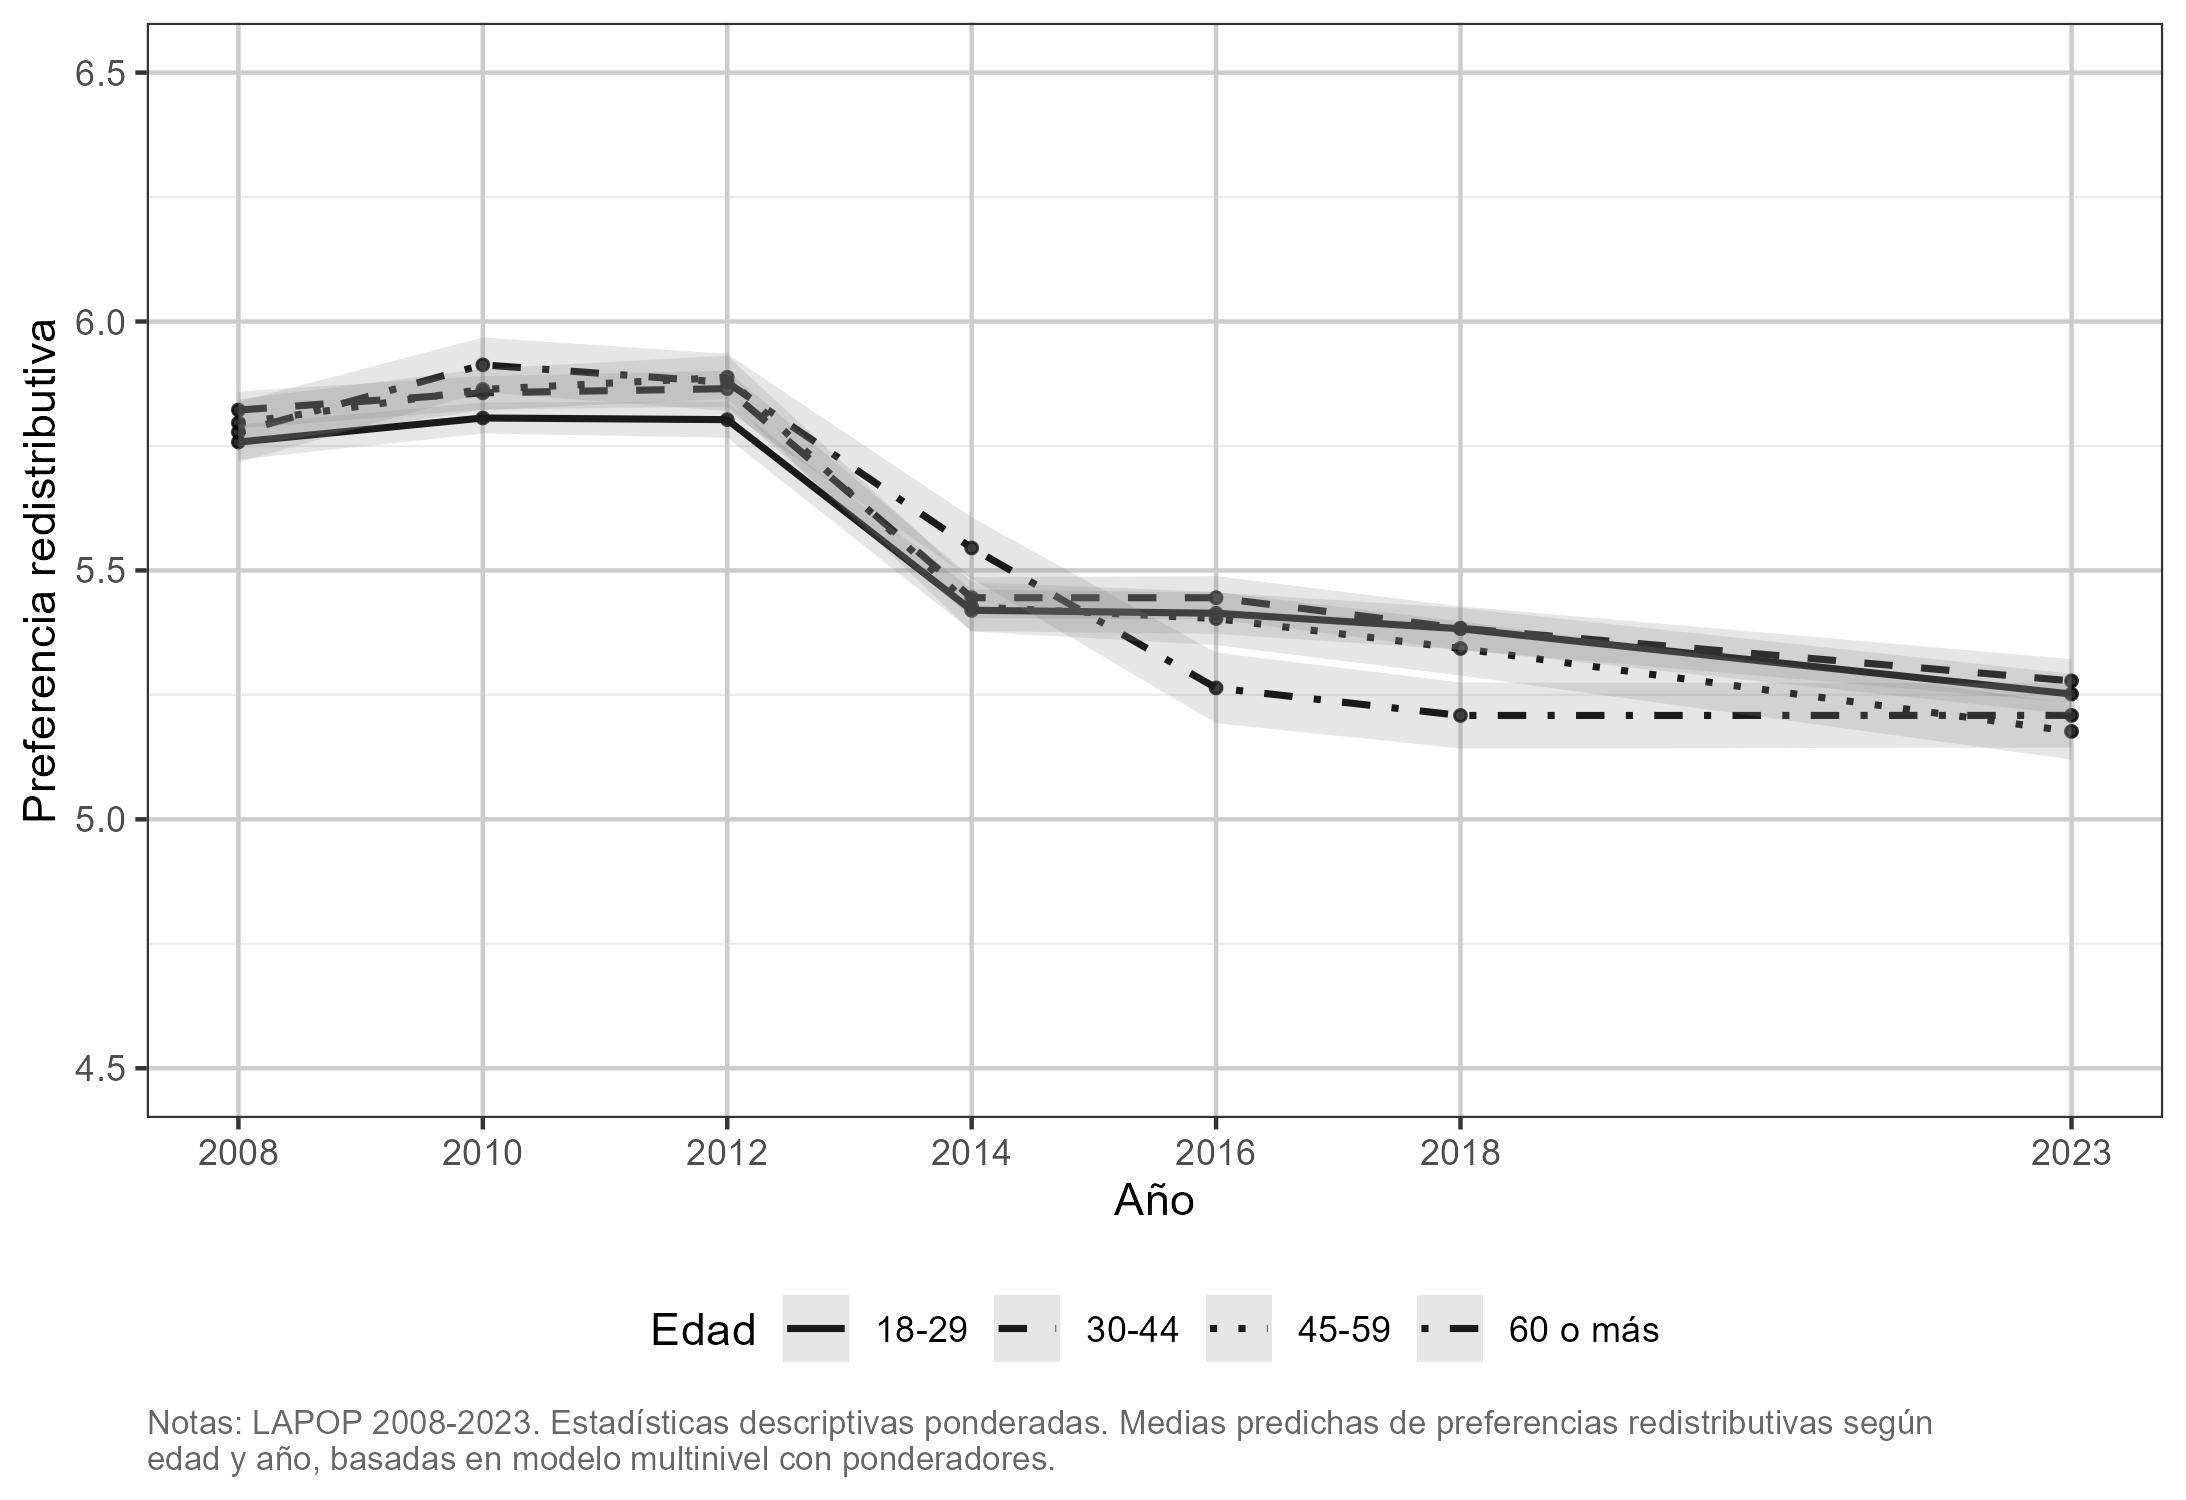 6.5
6.0
5.5
5.0
4.5
Preferencia redistributiva
2008 2010 2012 2014 2016 2018 2023
Año
Edad 18-29 30-44 45-59 60 o más
Notas: LAPOP 2008-2023. Estadísticas descriptivas ponderadas. Medias predichas de preferencias redistributivas según
edad y año, basadas en modelo multinivel con ponderadores.